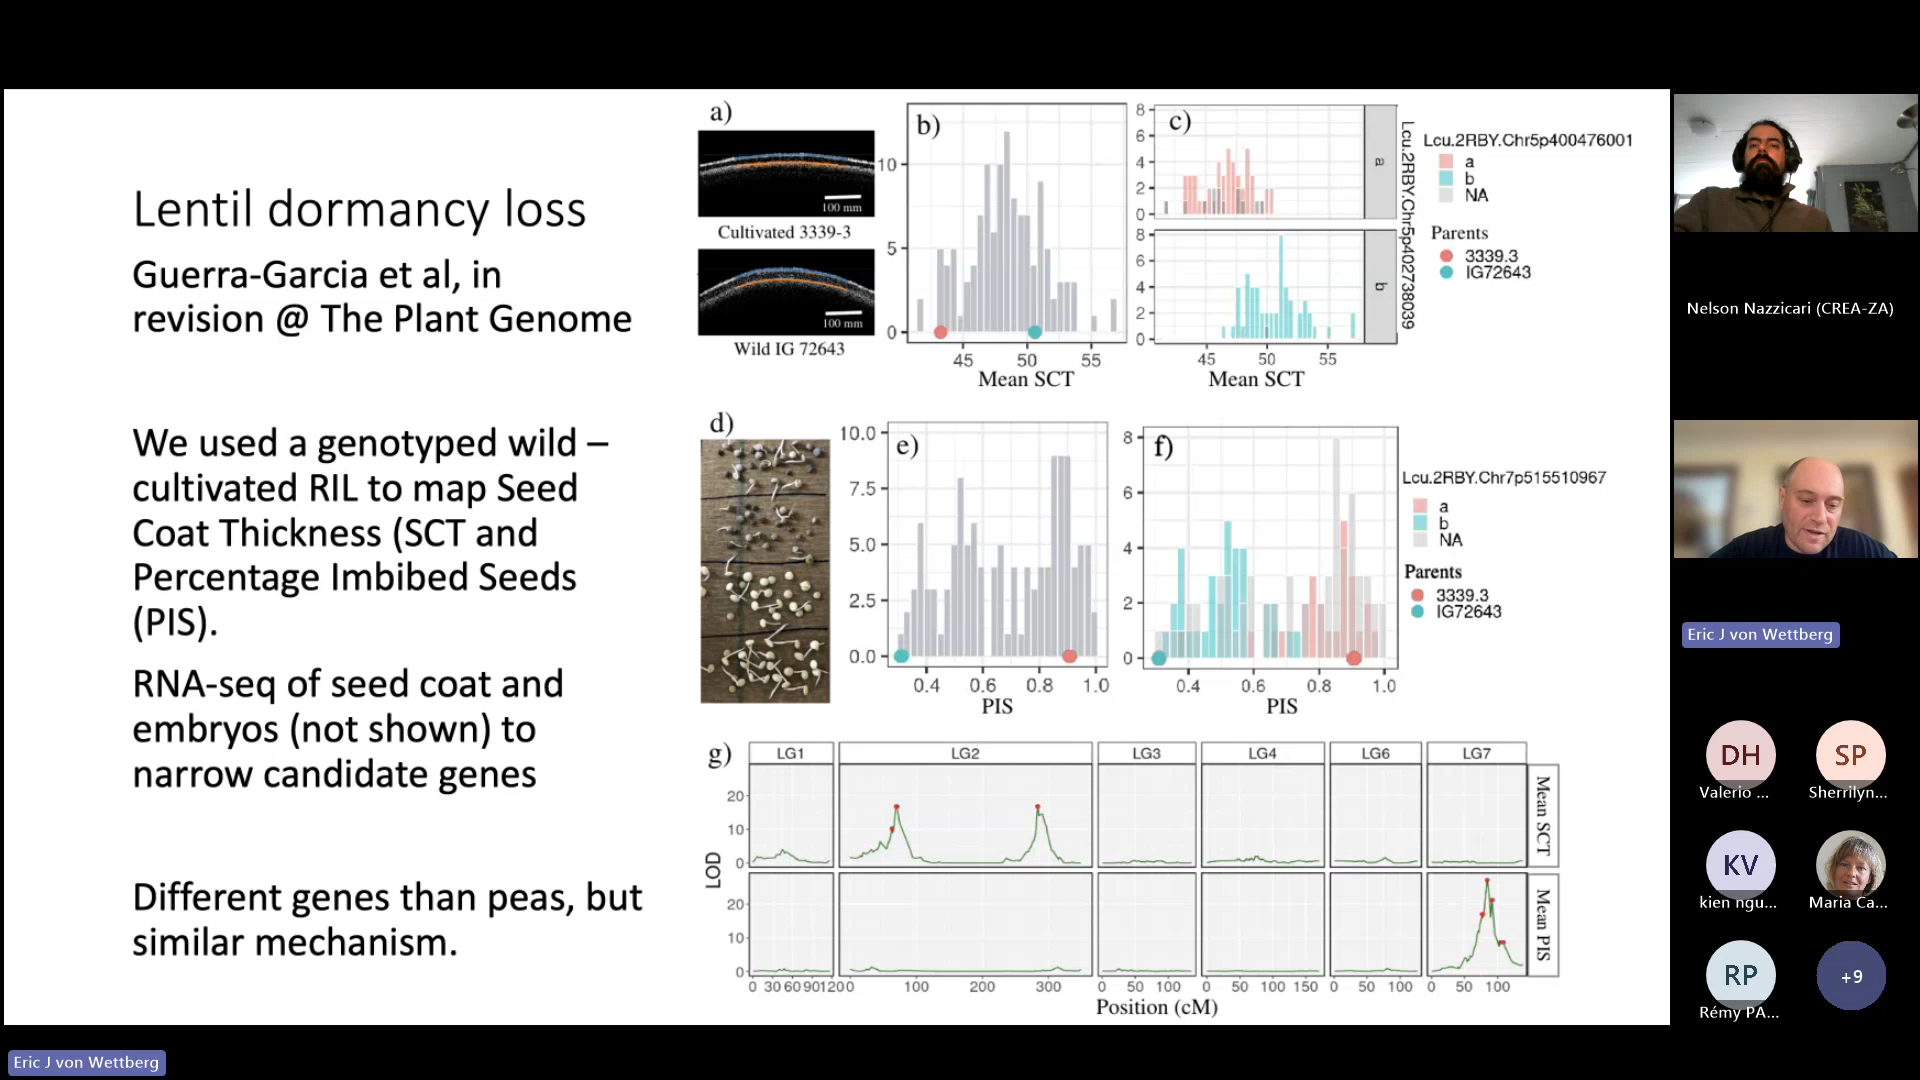 Lentil dormancy loss
Guerra-Garcia et al, in
revision @ The Plant Genome
We used a genotyped wild –
cultivated RIL to map Seed
Coat Thickness (SCT and
Percentage Imbibed Seeds
(PIS).
RNA-seq of seed coat and
embryos (not shown) to
narrow candidate genes
Different genes than peas, but
similar mechanism.
a)
100 mm
Cultivated 3339-3
100 mm
Wild IG 72643
b)
10
5
0
45 50 55
Mean SCT
c)
8
6
4
2
0
a
8
6
4
2
0
b
45 50 55
Mean SCT
Lcu.2RBY.Chr5p402738039
Lcu.2RBY.Chr5p400476001
a
b
NA
Parents
3339.3
IG72643
d)
e)
10.0
7.5
5.0
2.5
0.0
0.4 0.6 0.8 1.0
PIS
f)
8
6
4
2
0
0.4 0.6 0.8 1.0
PIS
Lcu.2RBY.Chr7p515510967
a
b
NA
Parents
3339.3
IG72643
g)
LG1 LG2 LG3 LG4 LG6 LG7
20
10
0
Mean SCT
LOD
20
10
0
Mean PIS
0 30 60 90 120 0 100 200 300 0 50 100 0 50 100 150 0 50 100 0 50 100
Position (cM)
Nelson Nazzicari (CREA-ZA)
Eric J von Wettberg
DH
Valerio ...
SP
Sherrilyn...
KV
kien ngu...
Maria Ca...
RP
Rémy PA...
+9
Eric J von Wettberg